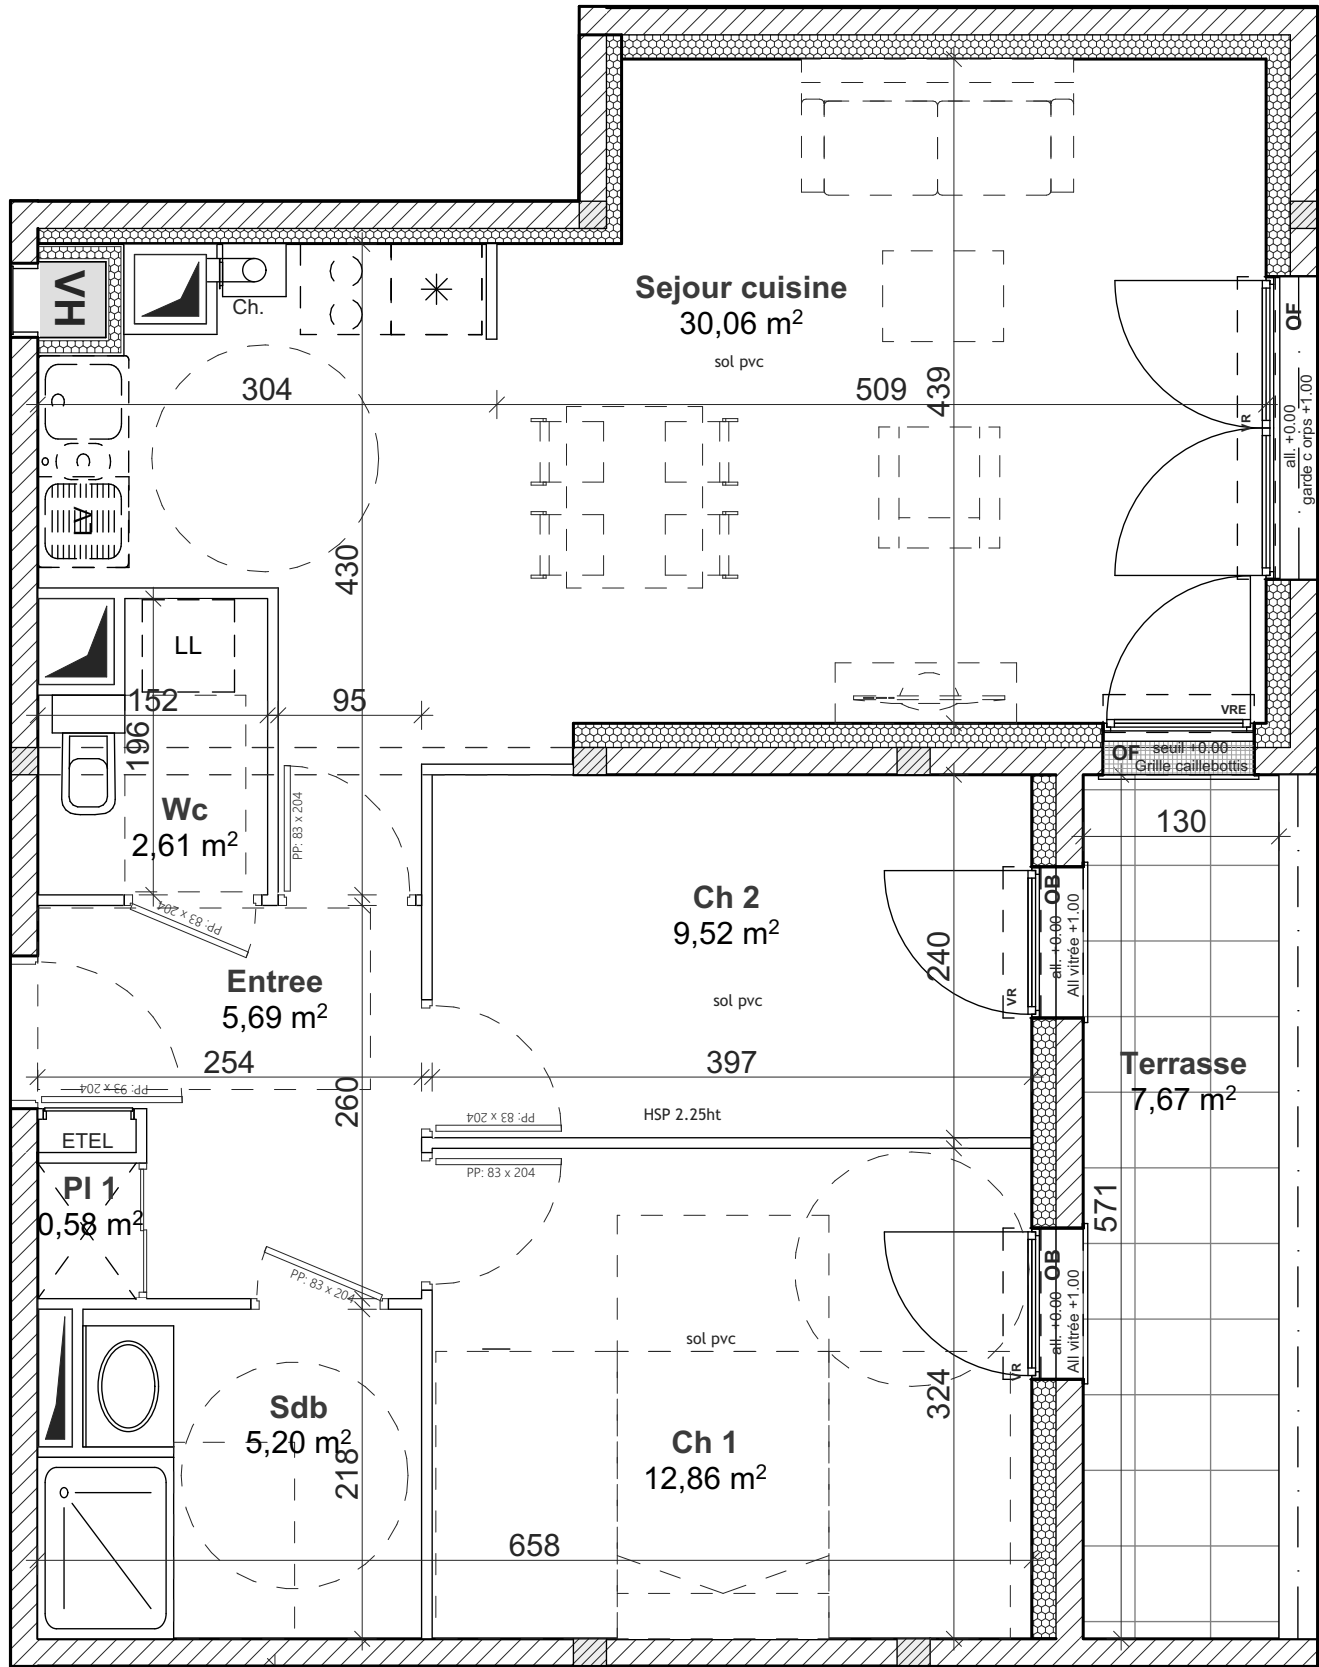 VH
Ch.
Sejour cuisine
30,06 m²
sol pvc
304
509
439
430
OF
VR
all. +0.00
garde c orps +1.00
LV
LL
152
95
196
VRE
OF seuil +0.00
Grille caillebottis
Wc
2,61 m²
PP: 83 x 204
PP: 83 x 204
130
Ch 2
9,52 m²
sol pvc
240
OB
all. +0.00
All vitrée +1.00
VR
Entree
5,69 m²
254
260
PP: 93 x 204
397
HSP 2.25ht
PP: 83 x 204
PP: 83 x 204
Terrasse
7,67 m²
571
ETEL
Pl 1
0,58 m²
PP: 83 x 204
OB
all. +0.00
All vitrée +1.00
VR
sol pvc
324
Sdb
5,20 m²
218
Ch 1
12,86 m²
658